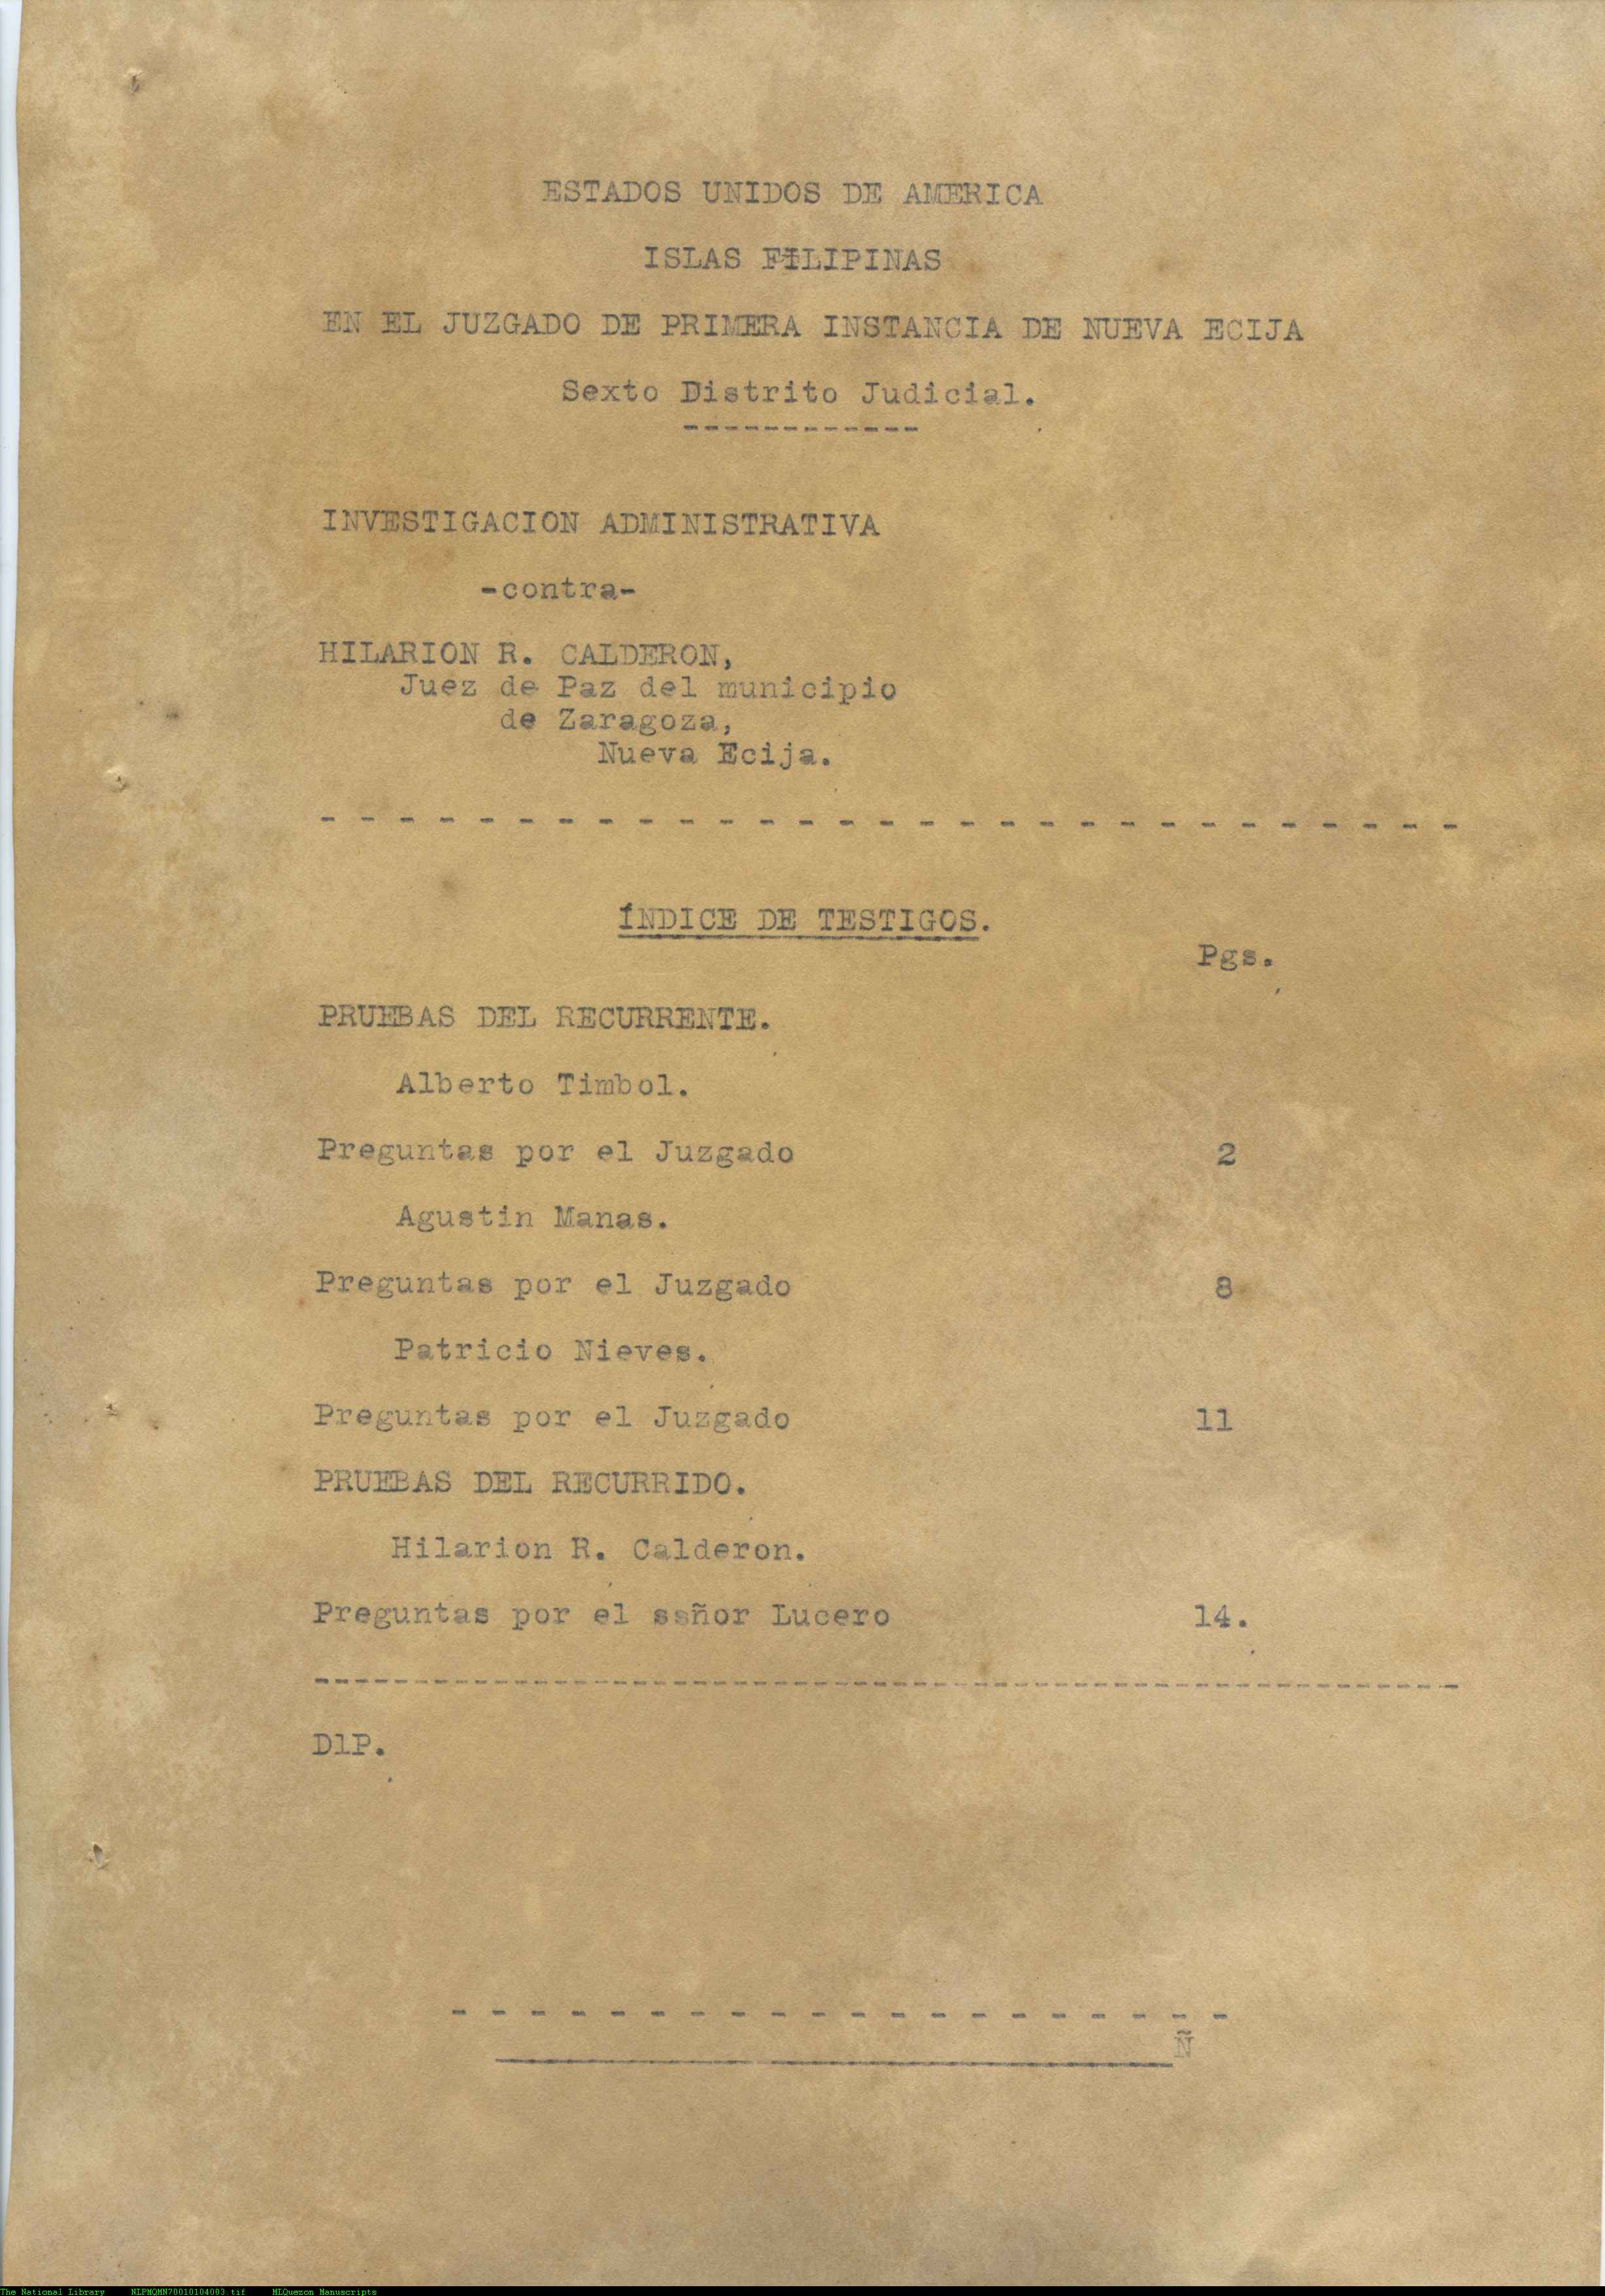 ESTADOS UNIDOS DE AMERICA
ISLAS FILIPINAS
EN EL JUZGADO DE PRIMERA INSTANCIA DE NUEVA ECIJA
Sexto Distrito Judicial.
------------
INVESTIGACION ADMINISTRATIVA
-contra-
HILARION R. CALDERON,
Juez de Paz del municipio
de Zaragoza,
Nueva Ecija.
- - - - - - - - - - - - - - - - - - - - - - - - - - - - -
ÍNDICE DE TESTIGOS.
Pgs.
PRUEBAS DEL RECURRENTE.
Alberto Timbol.
Preguntas por el Juzgado 2
Agustin Manas.
Preguntas por el Juzgado 8
Patricio Nieves.
Preguntas por el Juzgado 11
PRUEBAS DEL RECURRIDO.
Hilarion R. Calderon.
Preguntas por el ssñor Lucero 14.
----------------------------------------------------------
DlP.
- - - - - - - - - - - - - - - - - - - -
Ñ
The National Library NLPMQMN70010104003.tif MLQuezon Manuscripts